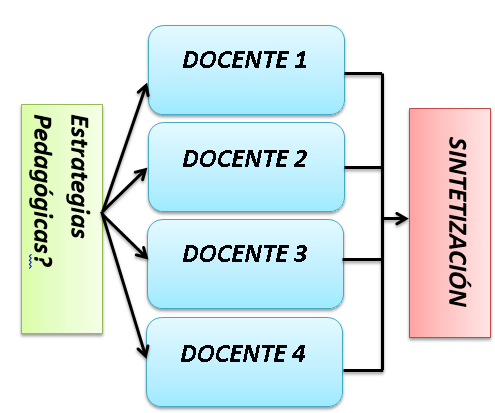 Estrategias
Pedagógicas?
DOCENTE 1
DOCENTE 2
DOCENTE 3
DOCENTE 4
SINTETIZACIÓN